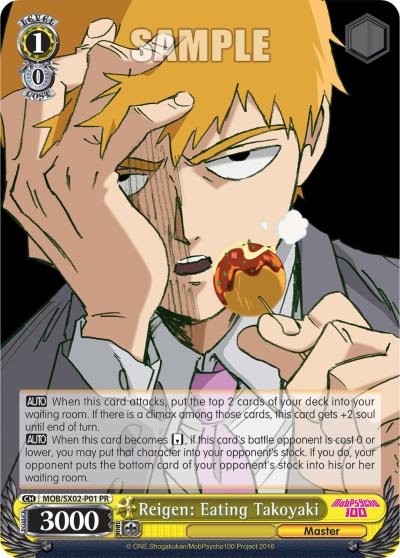 LEVEL
1
0
COST
SAMPLE
AUTO When this card attacks, put the top 2 cards of your deck into your
waiting room. If there is a climax among those cards, this card gets +2 soul
until end of turn.
AUTO When this card becomes , if this card's battle opponent is cost 0 or
lower, you may put that character into your opponent's stock. If you do, your
opponent puts the bottom card of your opponent's stock into his or her
waiting room.
CH MOB/SX02-P01 PR
POWER 3000
Reigen: Eating Takoyaki
MobPsycho
100
Master
© ONE,Shogakukan/MobPsycho100 Project 2016